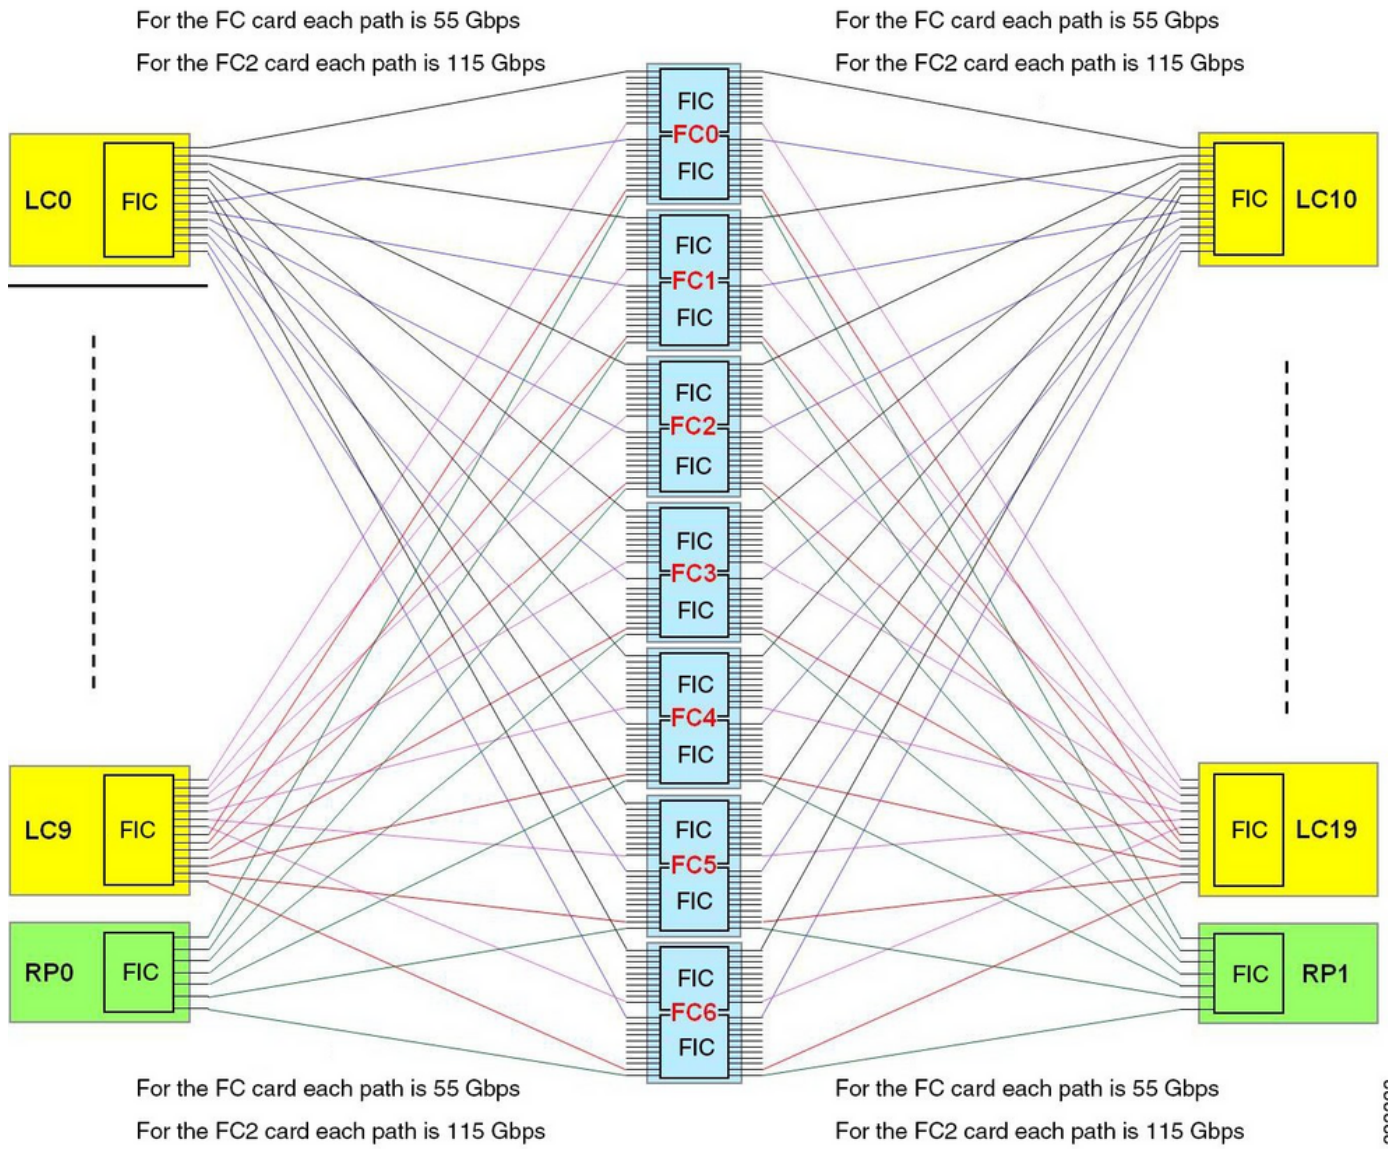 For the FC card each path is 55 Gbps
For the FC2 card each path is 115 Gbps
For the FC card each path is 55 Gbps
For the FC2 card each path is 115 Gbps
LC0
FIC
LC9
FIC
RP0
FIC
FIC
FC0
FIC
FIC
FC1
FIC
FIC
FC2
FIC
FIC
FC3
FIC
FIC
FC4
FIC
FIC
FC5
FIC
FIC
FC6
FIC
FIC
LC10
FIC
LC19
FIC
RP1
For the FC card each path is 55 Gbps
For the FC2 card each path is 115 Gbps
For the FC card each path is 55 Gbps
For the FC2 card each path is 115 Gbps